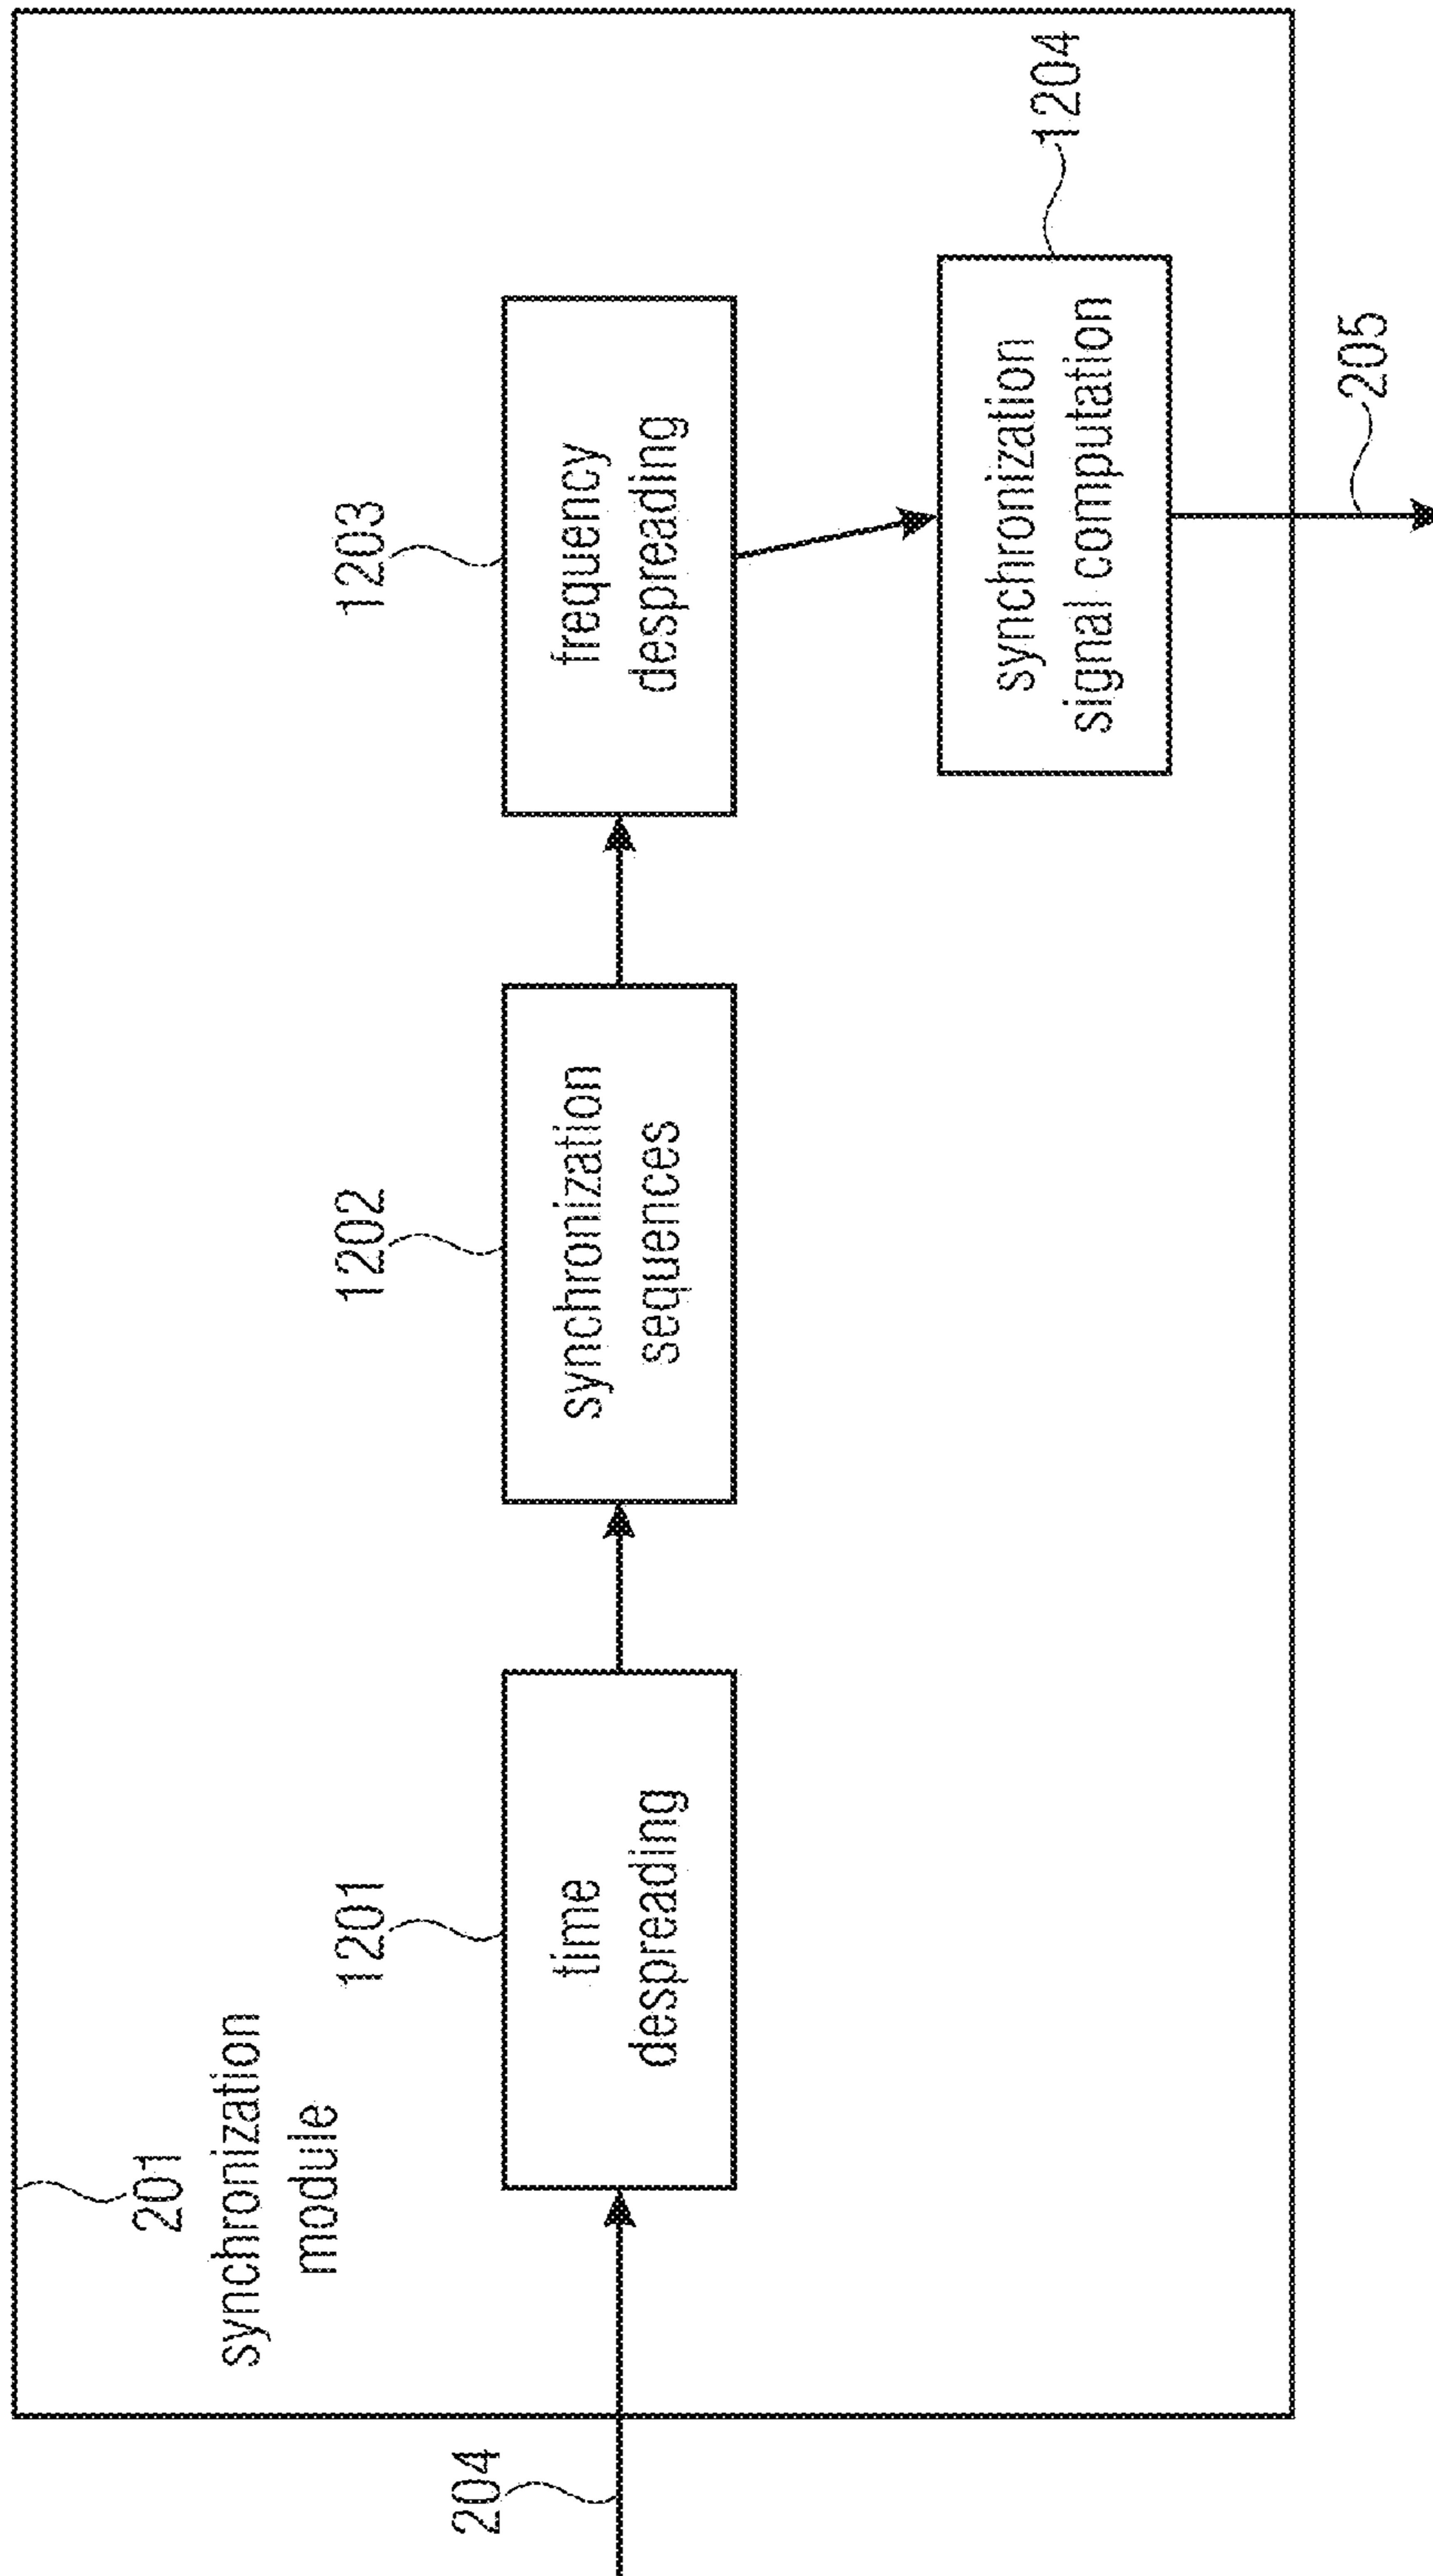 201
synchronization
module
204
1201
time
despreading
1202
synchronization
sequences
1203
frequency
despreading
1204
synchronization
signal computation
205